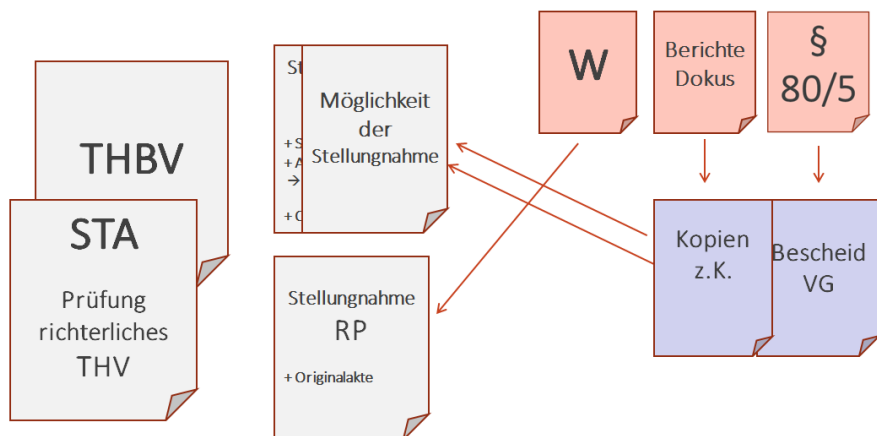 THBV
STA
Prüfung
richterliches
THV
St
+ S
+ A
→
+ C
Möglichkeit
der
Stellungnahme
Stellungnahme
RP
+ Originalakte
W
Berichte
Dokus
§
80/5
Kopien
z.K.
Bescheid
VG